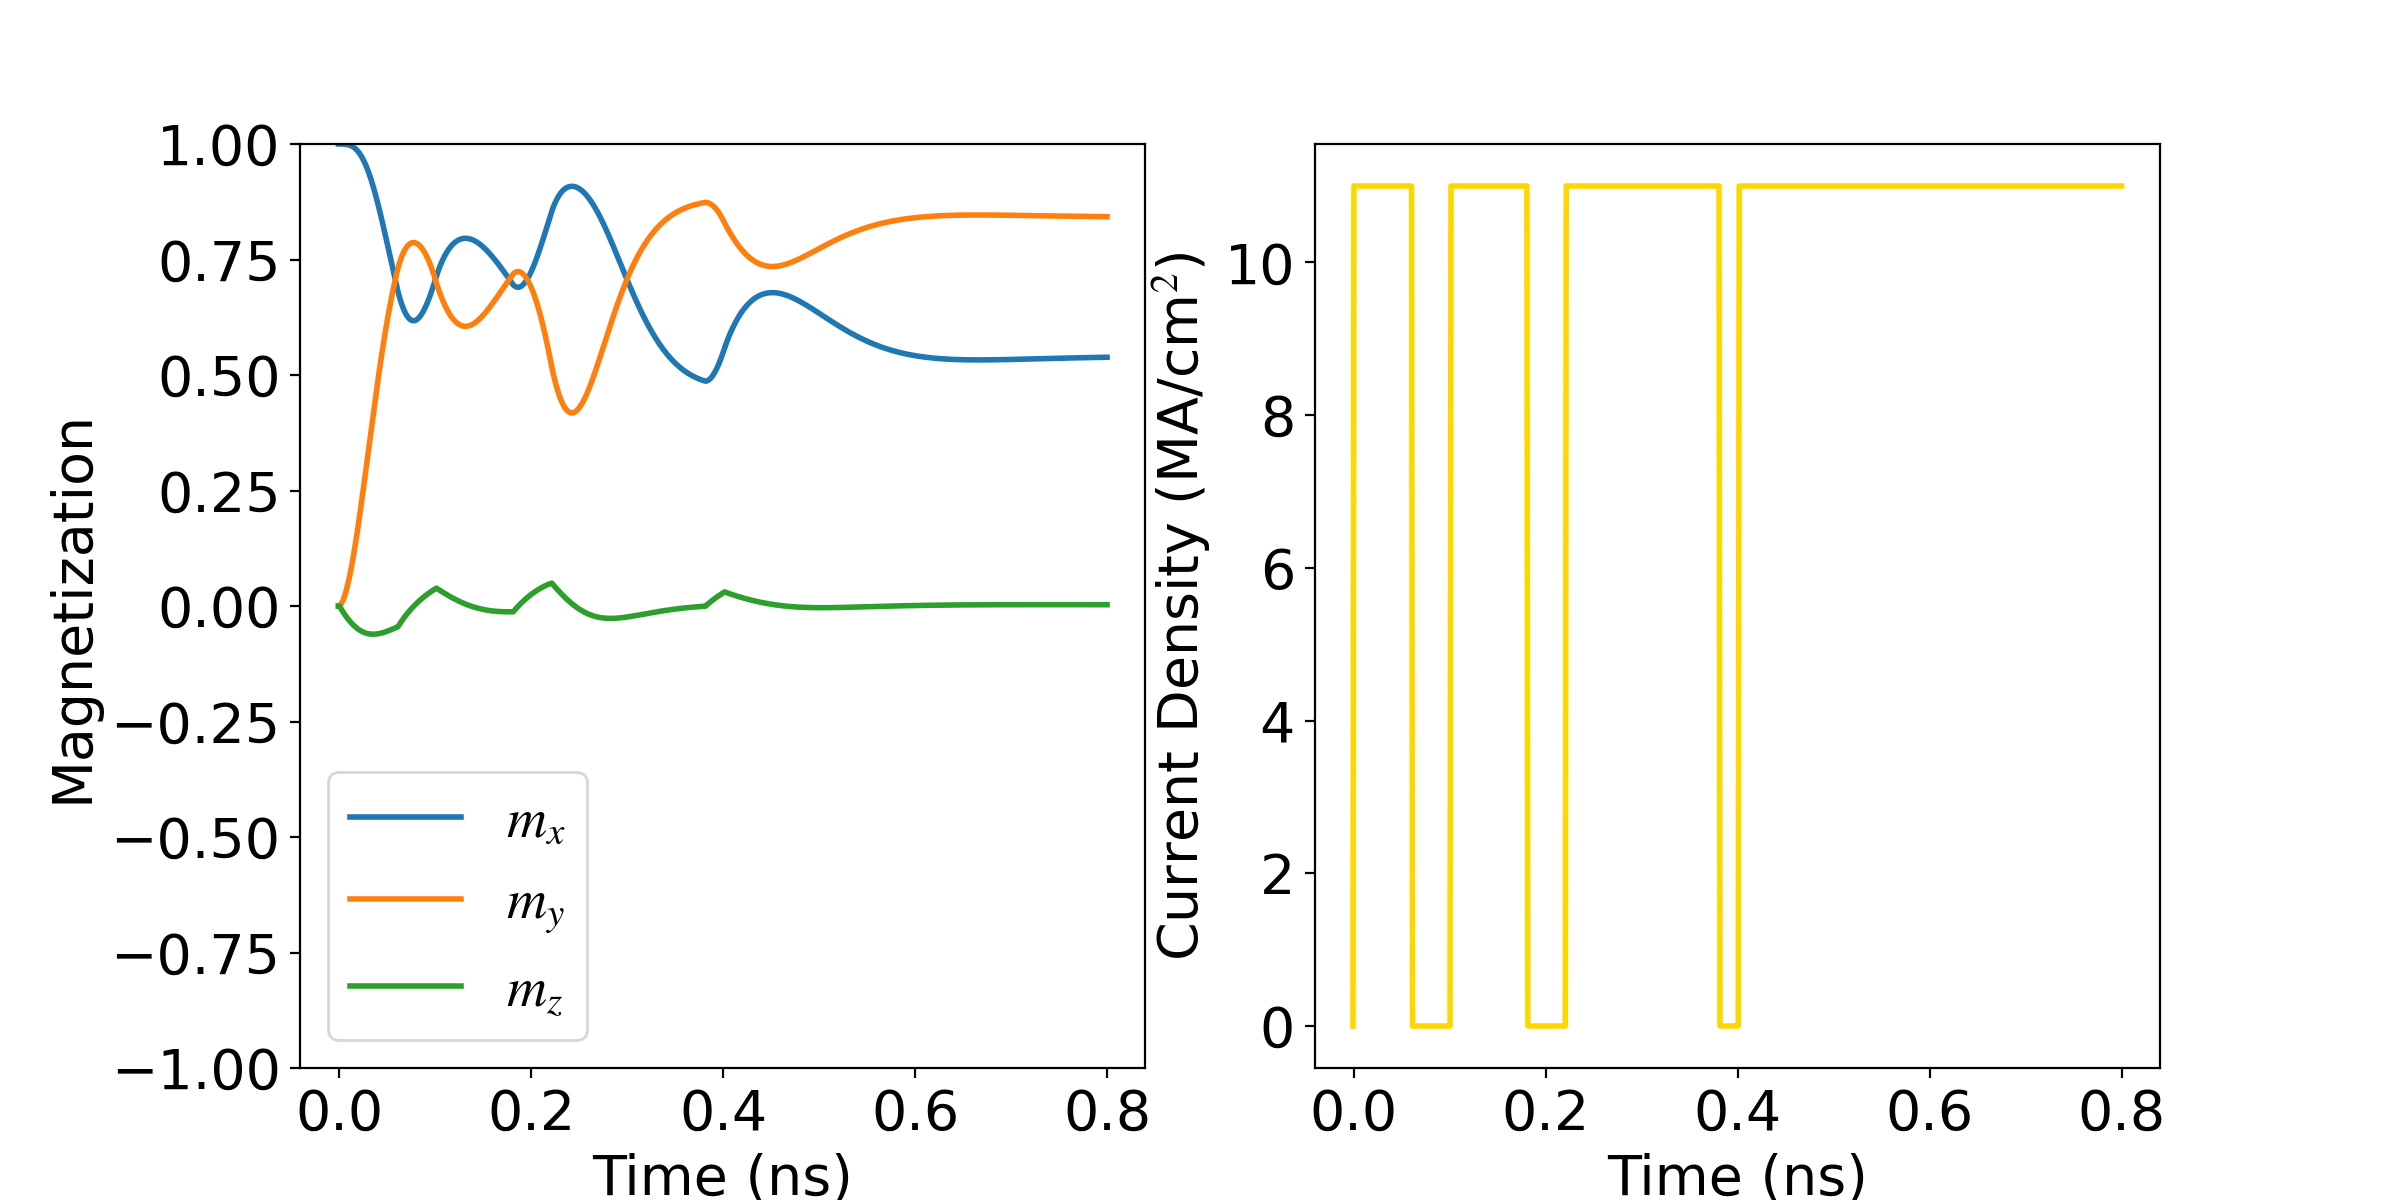 Magnetization
1.00
0.75
0.50
0.25
0.00
−0.25
−0.50
−0.75
−1.00
0.0 0.2 0.4 0.6 0.8
Time (ns)
m_x
m_y
m_z
Current Density (MA/cm²)
10
8
6
4
2
0
0.0 0.2 0.4 0.6 0.8
Time (ns)